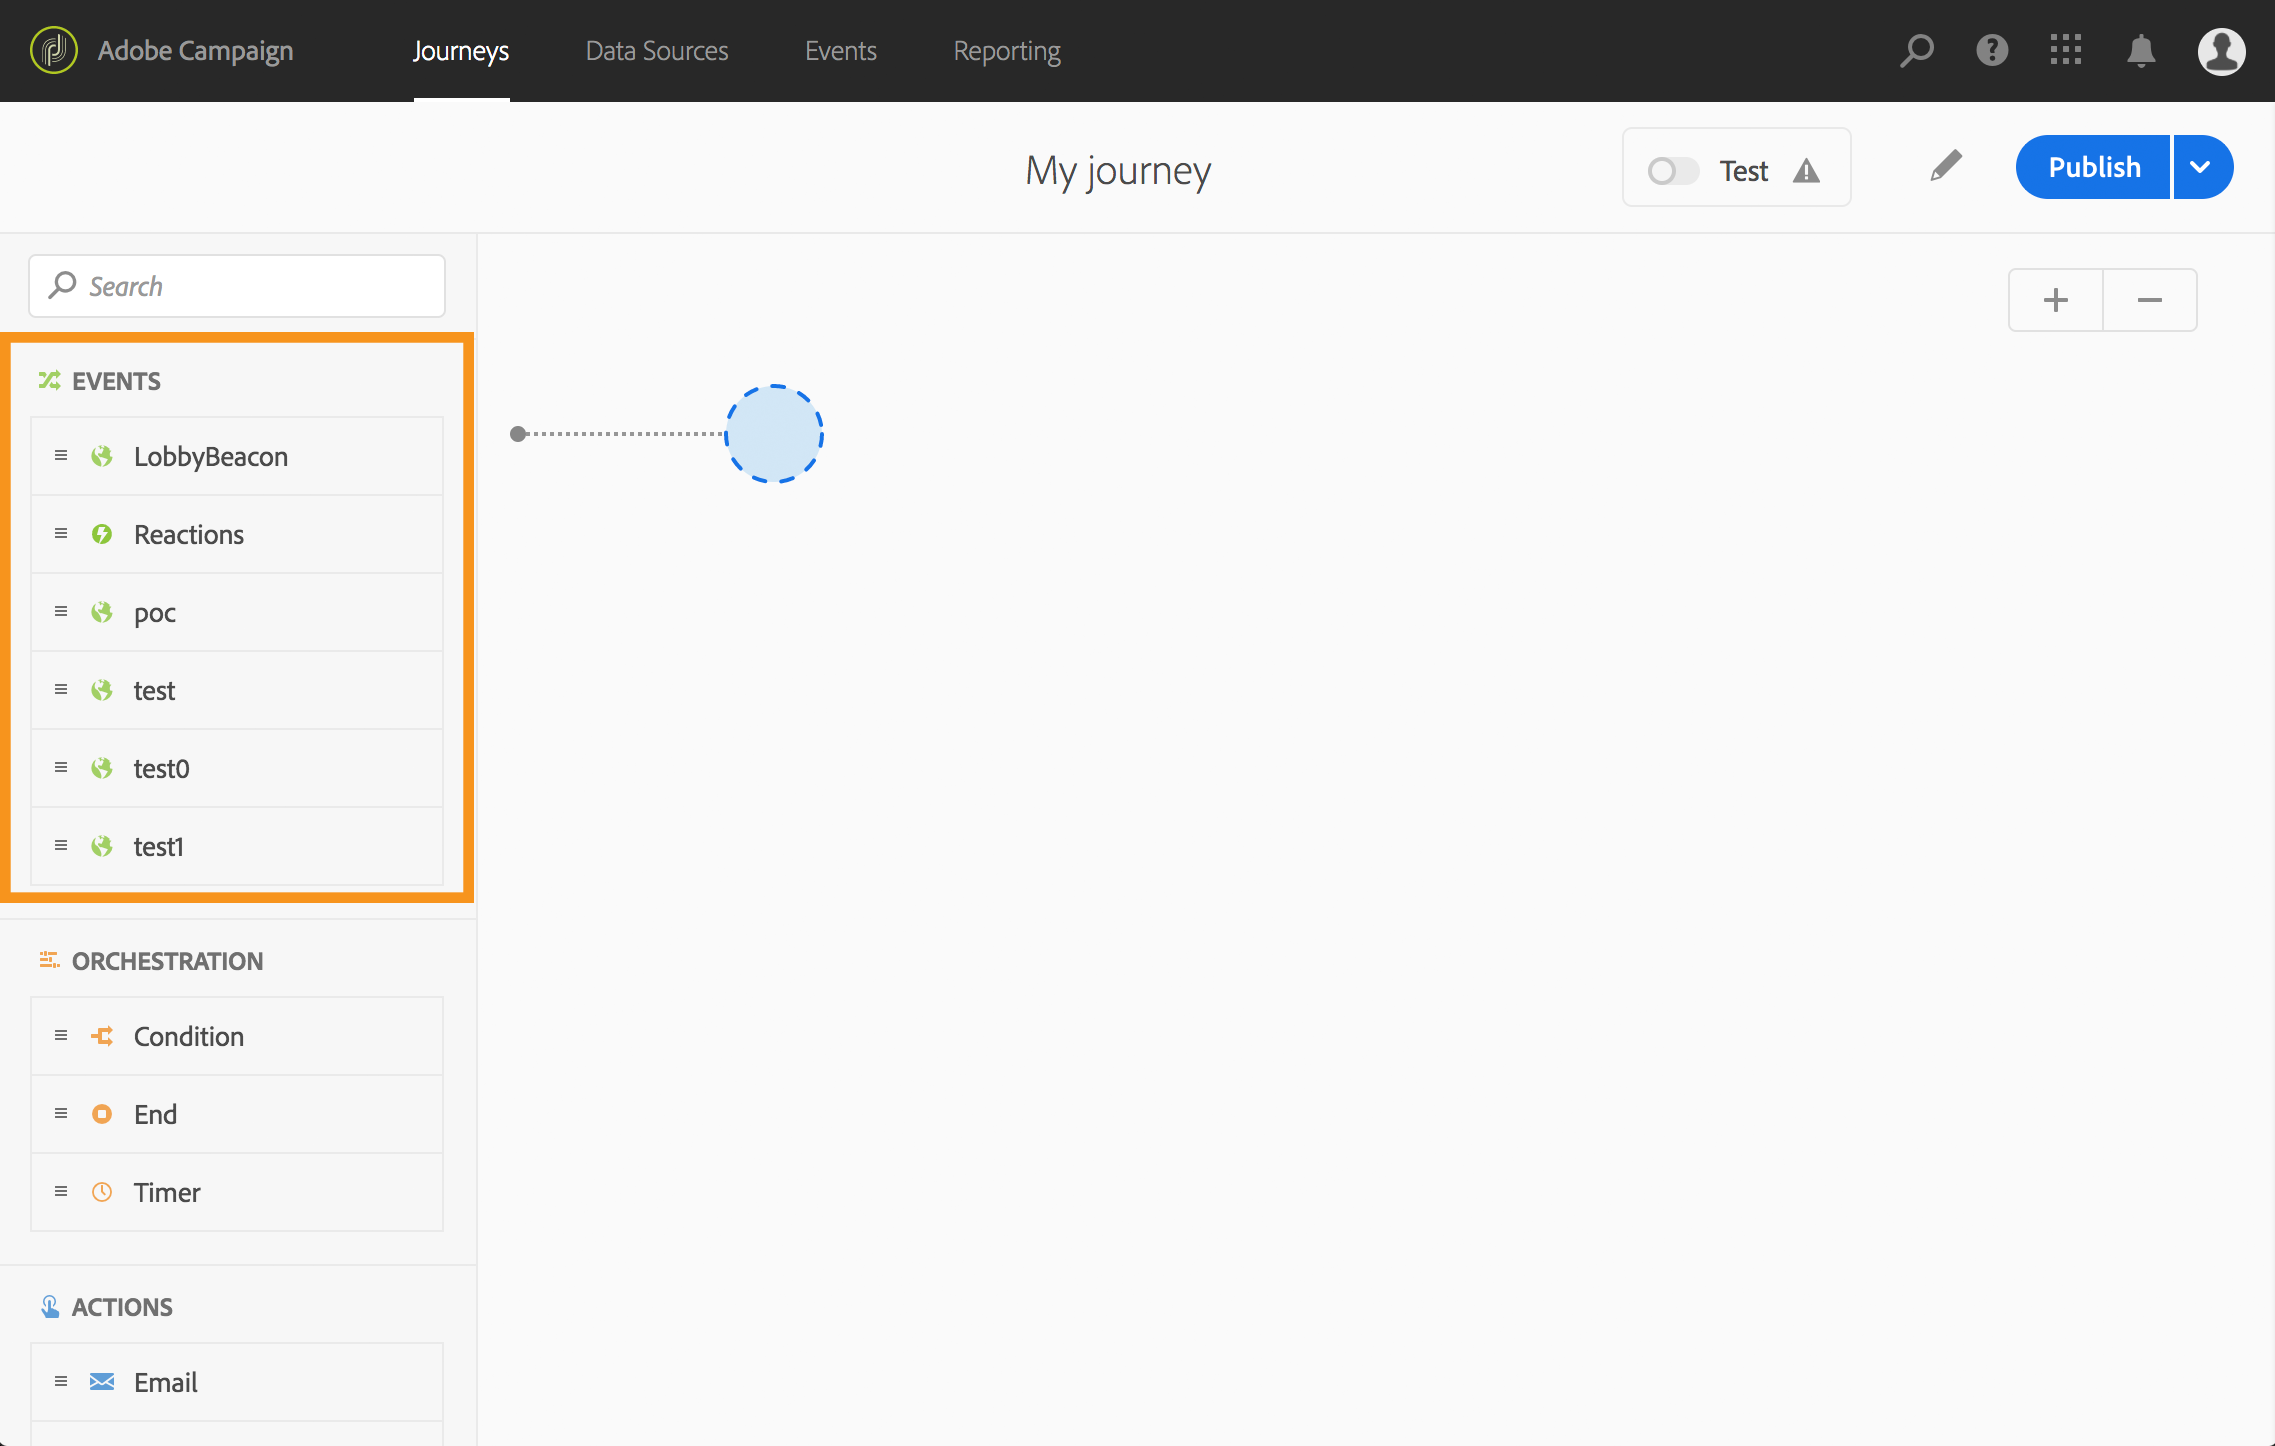 Adobe Campaign
Journeys
Data Sources
Events
Reporting
My journey
Test
Publish
Search
EVENTS
LobbyBeacon
Reactions
poc
test
test0
test1
ORCHESTRATION
Condition
End
Timer
ACTIONS
Email